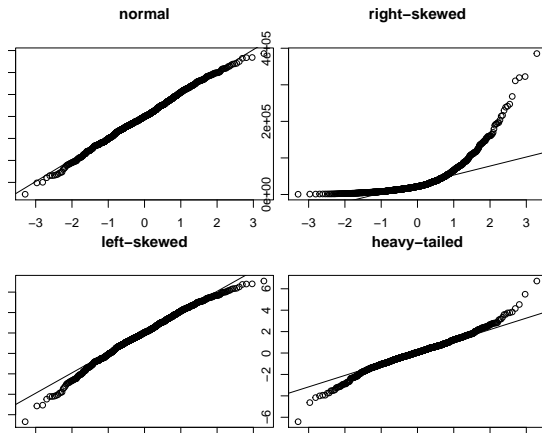 normal
right−skewed
0e+00 2e+05 4e+05
−3 −2 −1 0 1 2 3
−3 −2 −1 0 1 2 3
left−skewed
heavy−tailed
−6 −2 0 2 4 6